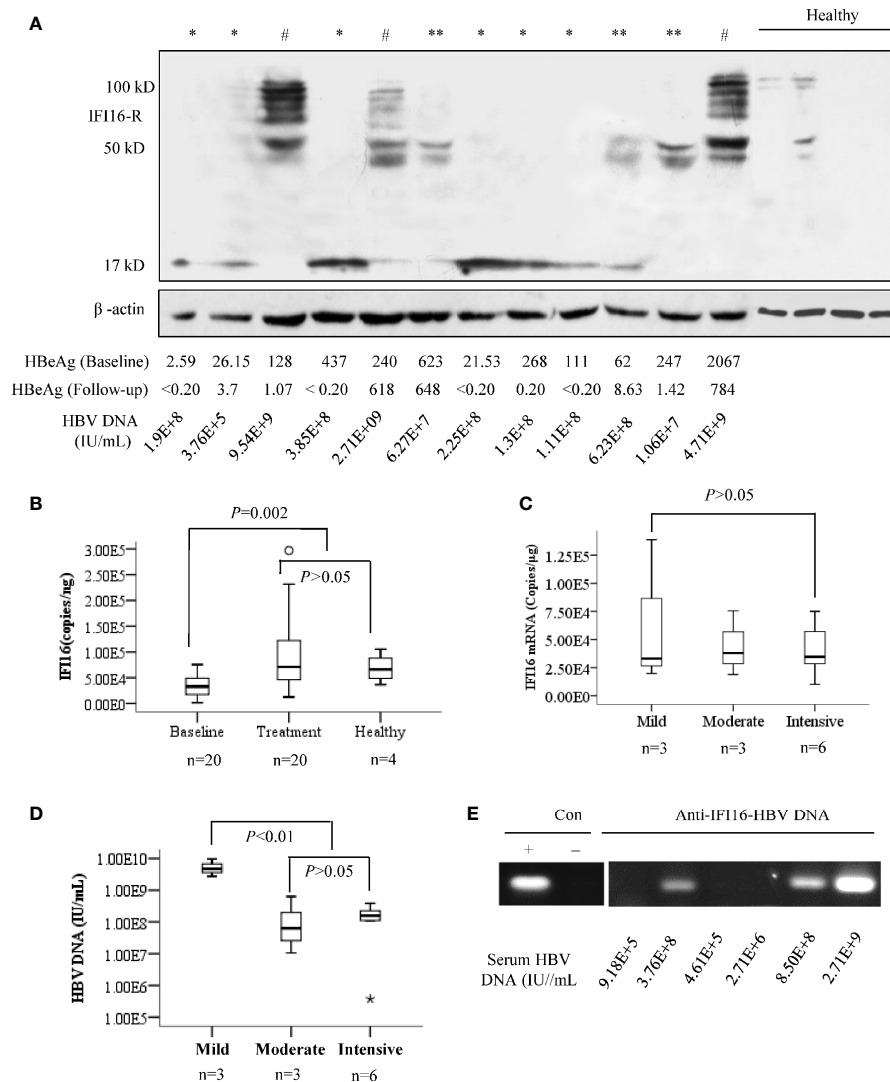 A
* * # * # ** * * * ** ** # Healthy
100 kD
IFI16-R
50 kD
17 kD
β -actin
HBeAg (Baseline) 2.59 26.15 128 437 240 623 21.53 268 111 62 247 2067
HBeAg (Follow-up) <0.20 3.7 1.07 < 0.20 618 648 <0.20 0.20 <0.20 8.63 1.42 784
HBV DNA
(IU/mL)
1.9E+8 3.76E+5 9.54E+9 3.85E+8 2.71E+09 6.27E+7 2.25E+8 1.3E+8 1.11E+8 6.23E+8 1.06E+7 4.71E+9
B
P=0.002
P>0.05
IFI16(copies/ng)
3.00E5
2.50E5
2.00E5
1.50E5
1.00E5
5.00E4
0.00E0
Baseline Treatment Healthy
n=20 n=20 n=4
C
P>0.05
IFI16 mRNA (Copies/μg)
1.25E5
1.00E5
7.50E4
5.00E4
2.50E4
0.00E0
Mild Moderate Intensive
n=3 n=3 n=6
D
P<0.01
P>0.05
HBV DNA (IU/mL)
1.00E10
1.00E9
1.00E8
1.00E7
1.00E6
1.00E5
*
Mild Moderate Intensive
n=3 n=3 n=6
E
Con Anti-IFI16-HBV DNA
+ −
Serum HBV
DNA (IU//mL
9.18E+5 3.76E+8 4.61E+5 2.71E+6 8.50E+8 2.71E+9